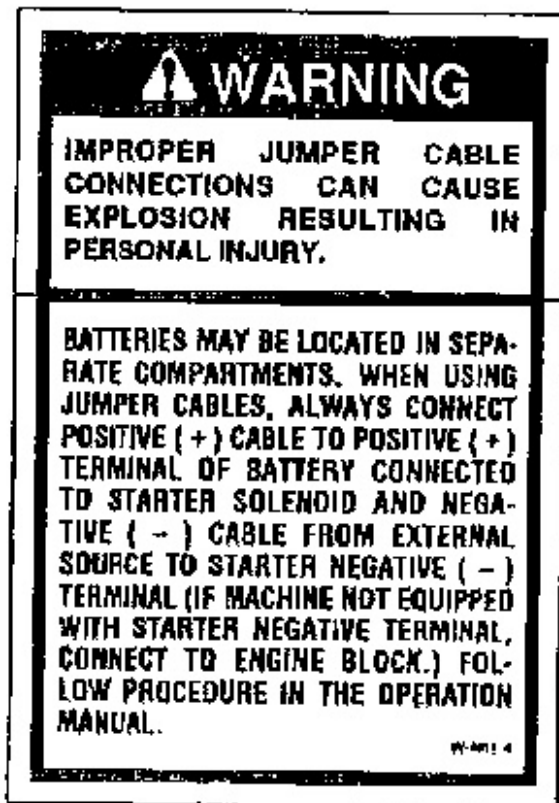 WARNING
IMPROPER JUMPER CABLE
CONNECTIONS CAN CAUSE
EXPLOSION RESULTING IN
PERSONAL INJURY.
BATTERIES MAY BE LOCATED IN SEPA-
RATE COMPARTMENTS. WHEN USING
JUMPER CABLES, ALWAYS CONNECT
POSITIVE (+) CABLE TO POSITIVE (+)
TERMINAL OF BATTERY CONNECTED
TO STARTER SOLENOID AND NEGA-
TIVE (-) CABLE FROM EXTERNAL
SOURCE TO STARTER NEGATIVE (-)
TERMINAL (IF MACHINE NOT EQUIPPED
WITH STARTER NEGATIVE TERMINAL,
CONNECT TO ENGINE BLOCK.) FOL-
LOW PROCEDURE IN THE OPERATION
MANUAL.